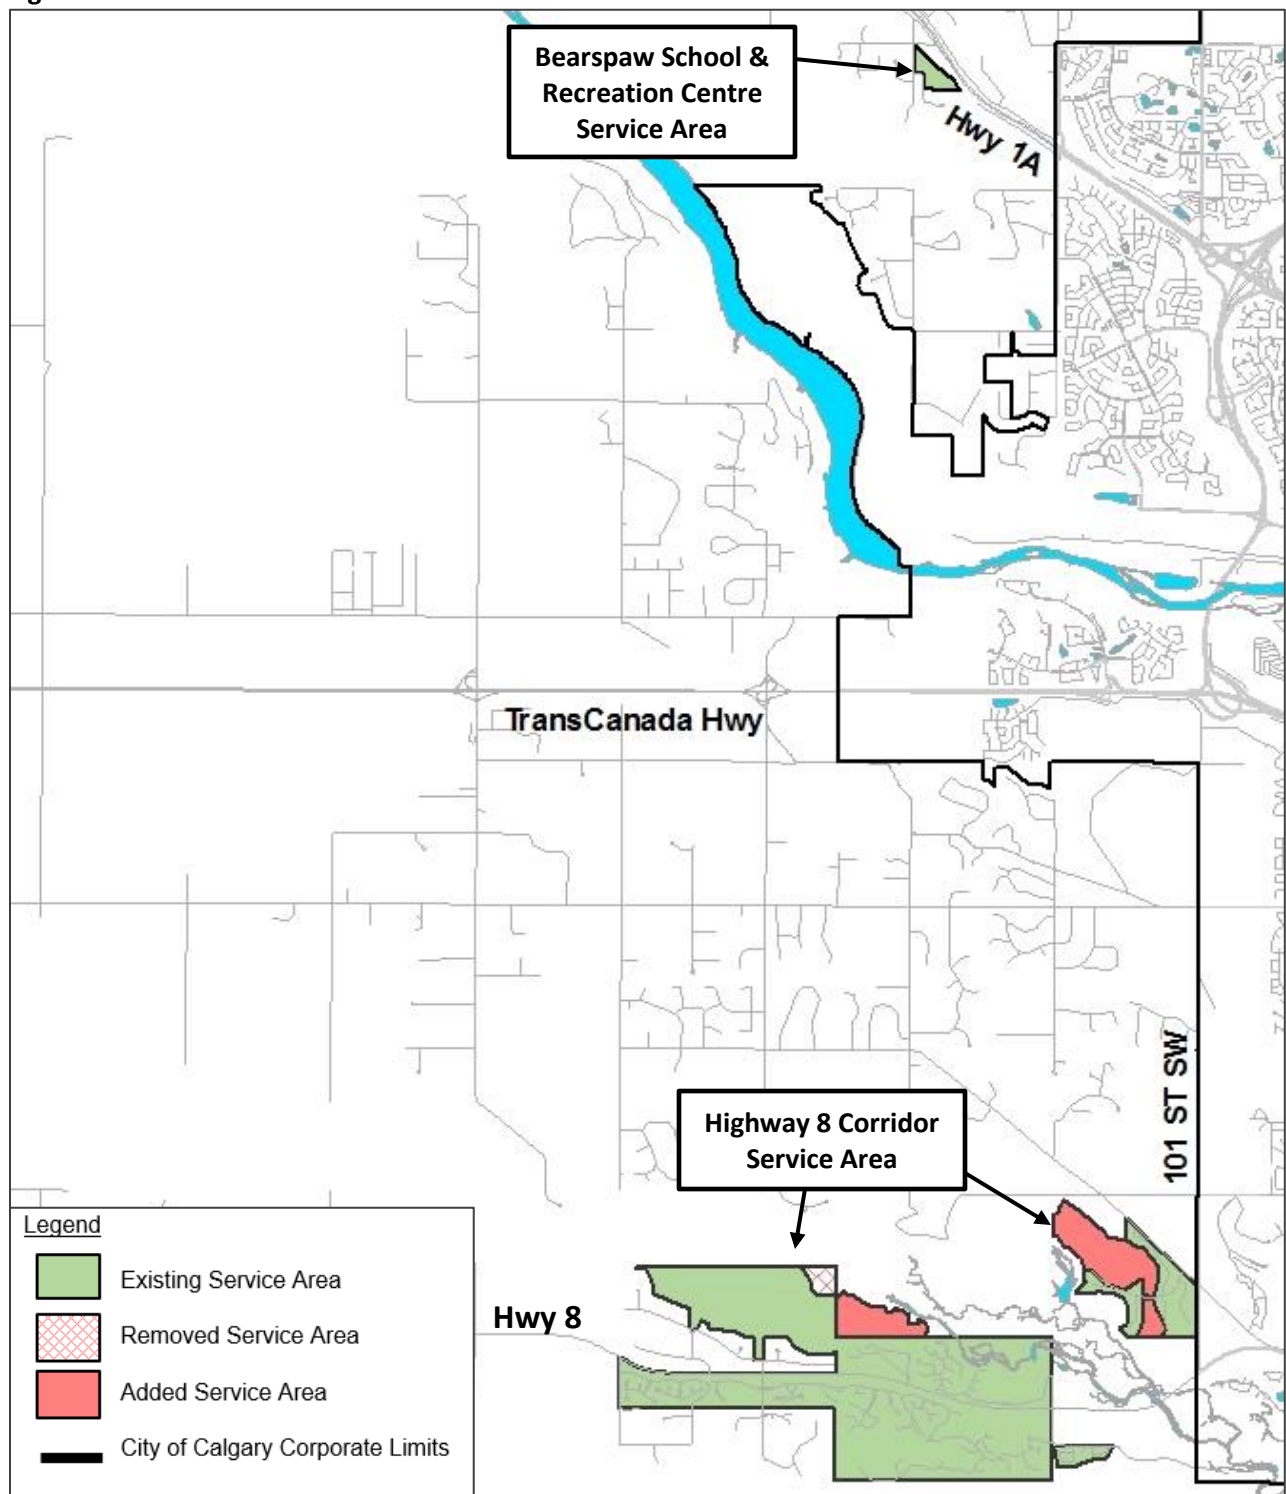 Bearspaw School &
Recreation Centre
Service Area
Hwy 1A
TransCanada Hwy
101 ST SW
Highway 8 Corridor
Service Area
Hwy 8
Legend
Existing Service Area
Removed Service Area
Added Service Area
City of Calgary Corporate Limits